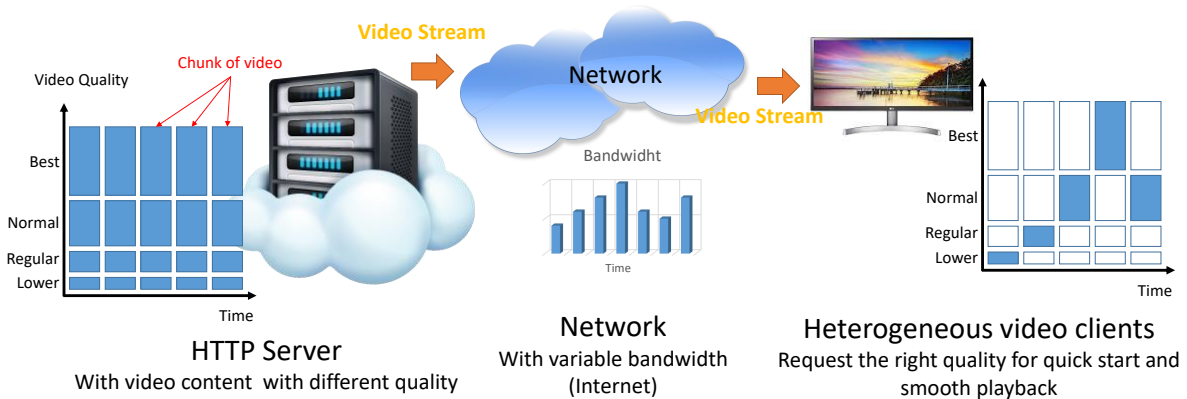 Video Quality
Chunk of video
Best
Normal
Regular
Lower
Time
HTTP Server
With video content with different quality
Video Stream
Network
Video Stream
Bandwidht
Time
Network
With variable bandwidth
(Internet)
Best
Normal
Regular
Lower
Time
Heterogeneous video clients
Request the right quality for quick start and
smooth playback